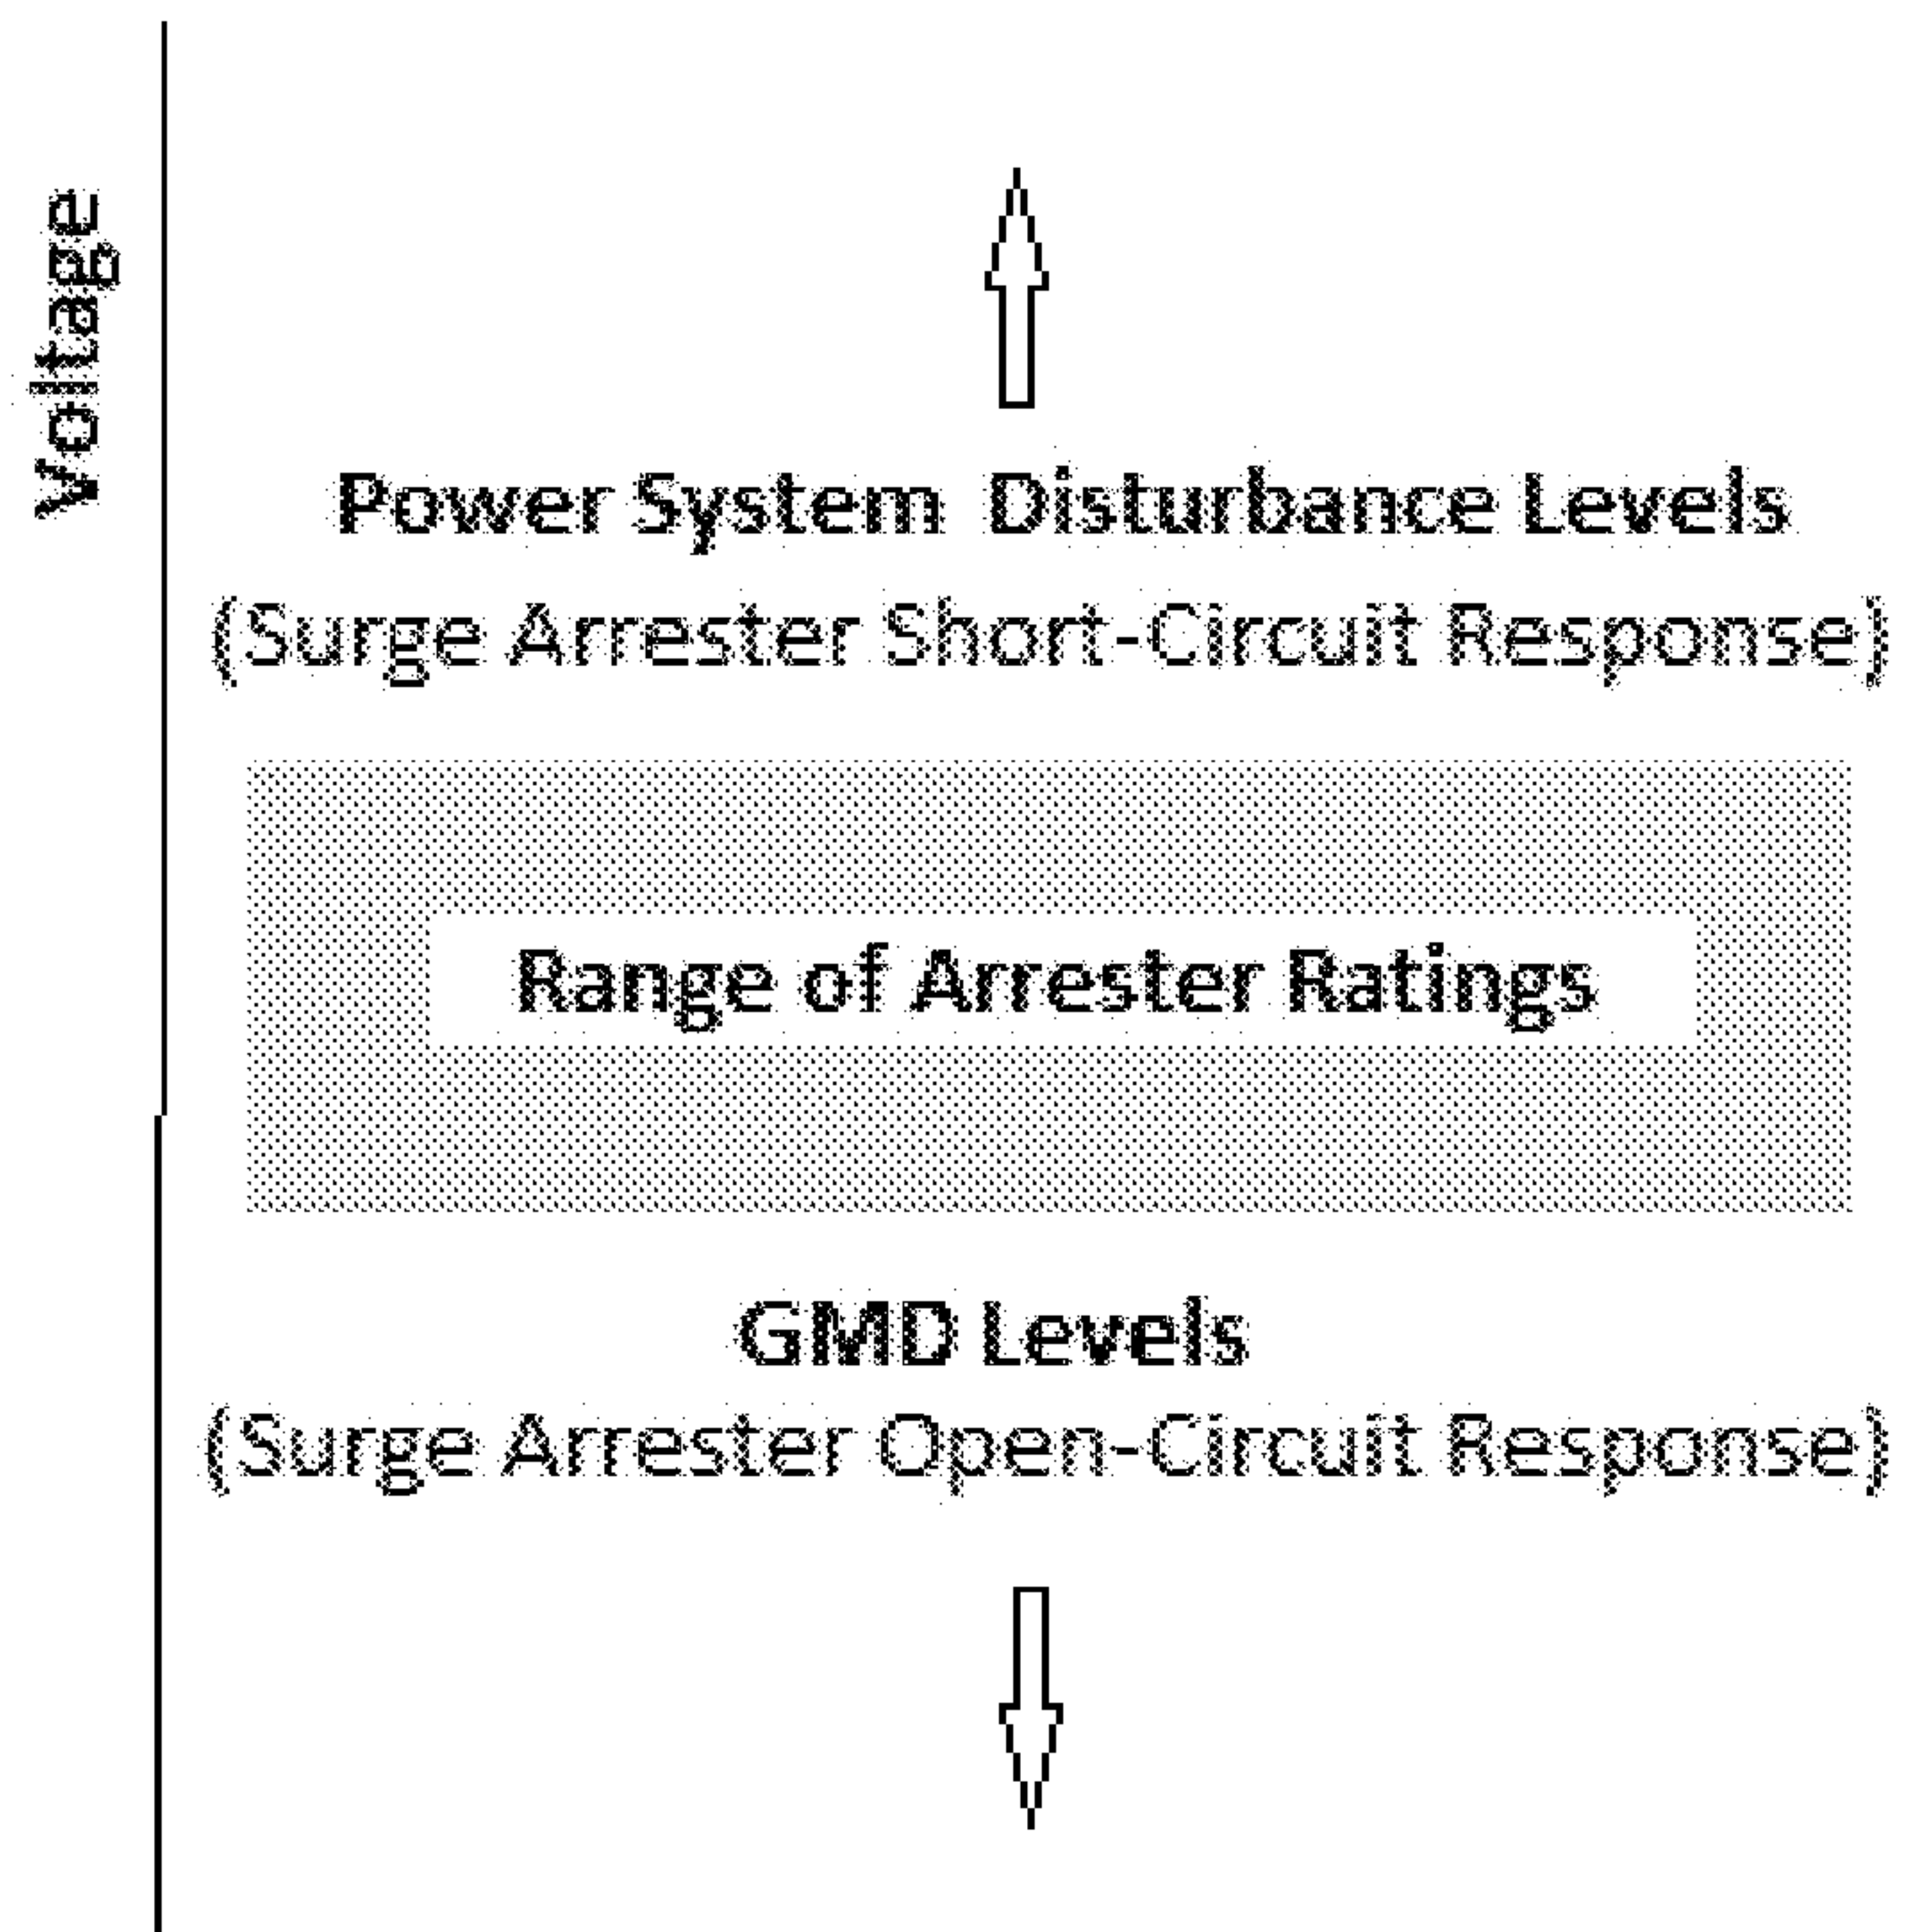 Voltage
Power System Disturbance Levels
(Surge Arrester Short-Circuit Response)
Range of Arrester Ratings
GMD Levels
(Surge Arrester Open-Circuit Response)